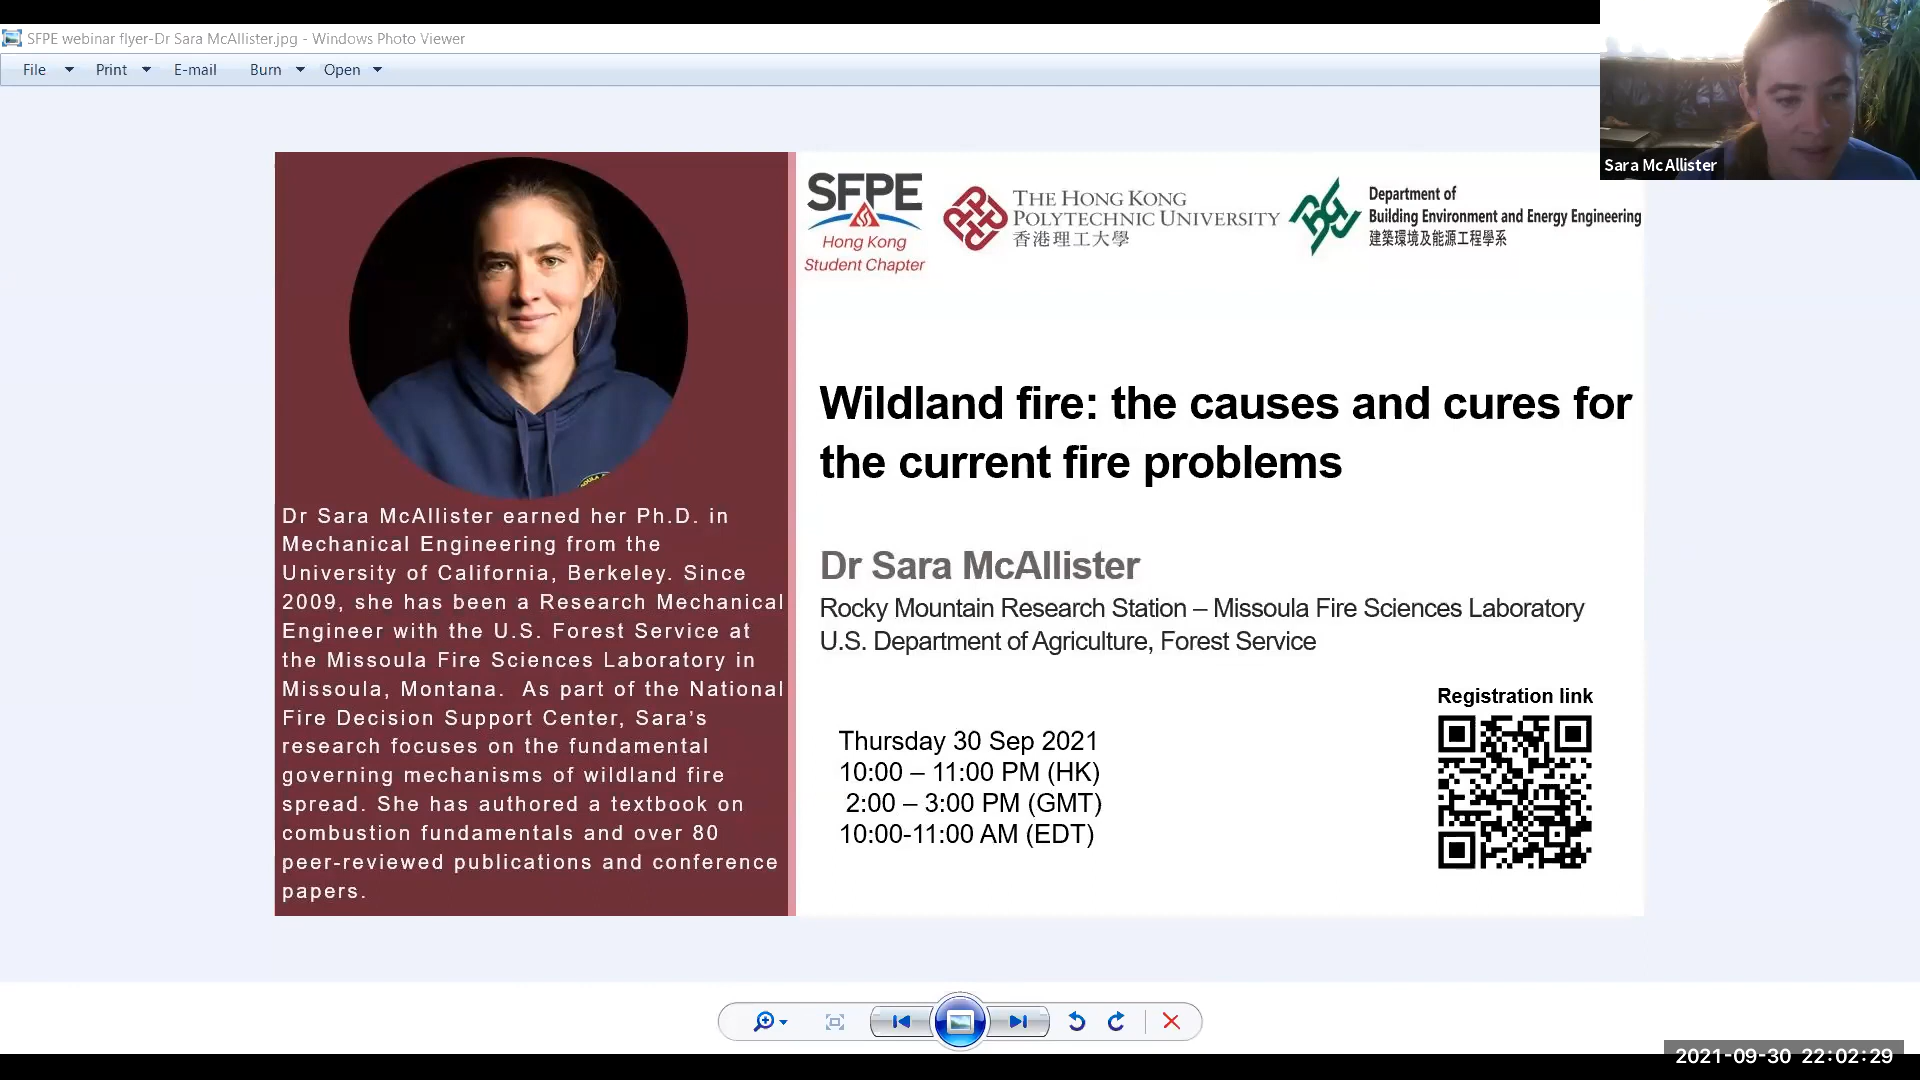 SFPE webinar flyer-Dr Sara McAllister.jpg - Windows Photo Viewer
File Print E-mail Burn Open
Sara McAllister
SFPE
Hong Kong
Student Chapter
THE HONG KONG
POLYTECHNIC UNIVERSITY
香港理工大學
Department of
Building Environment and Energy Engineering
建築環境及能源工程學系
Wildland fire: the causes and cures for
the current fire problems
Dr Sara McAllister
Rocky Mountain Research Station – Missoula Fire Sciences Laboratory
U.S. Department of Agriculture, Forest Service
Thursday 30 Sep 2021
10:00 – 11:00 PM (HK)
2:00 – 3:00 PM (GMT)
10:00-11:00 AM (EDT)
Registration link
Dr Sara McAllister earned her Ph.D. in
Mechanical Engineering from the
University of California, Berkeley. Since
2009, she has been a Research Mechanical
Engineer with the U.S. Forest Service at
the Missoula Fire Sciences Laboratory in
Missoula, Montana. As part of the National
Fire Decision Support Center, Sara’s
research focuses on the fundamental
governing mechanisms of wildland fire
spread. She has authored a textbook on
combustion fundamentals and over 80
peer-reviewed publications and conference
papers.
2021-09-30 22:02:29